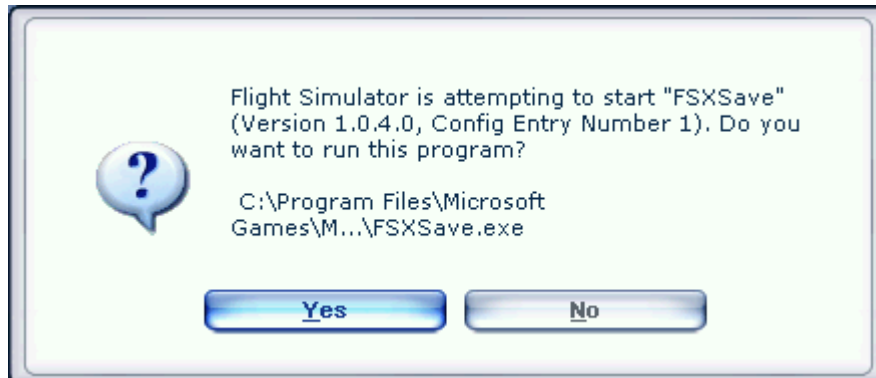 Flight Simulator is attempting to start "FSXSave"
(Version 1.0.4.0, Config Entry Number 1). Do you
want to run this program?
C:\Program Files\Microsoft
Games\M...\FSXSave.exe
?
Yes
No